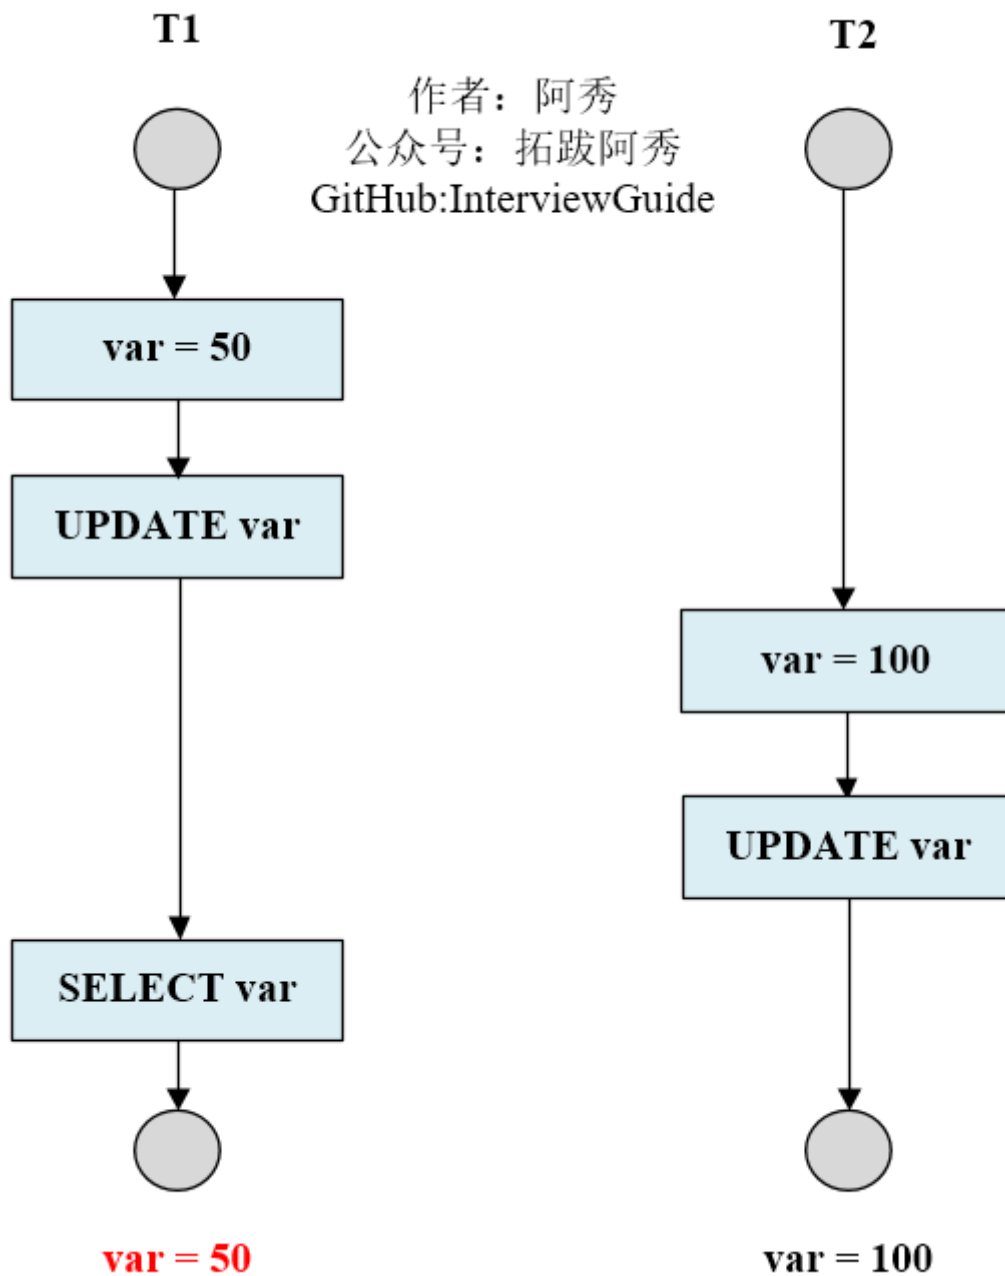 T1
T2
作者：阿秀
公众号：拓跋阿秀
GitHub:InterviewGuide
var = 50
UPDATE var
var = 100
UPDATE var
SELECT var
var = 50
var = 100